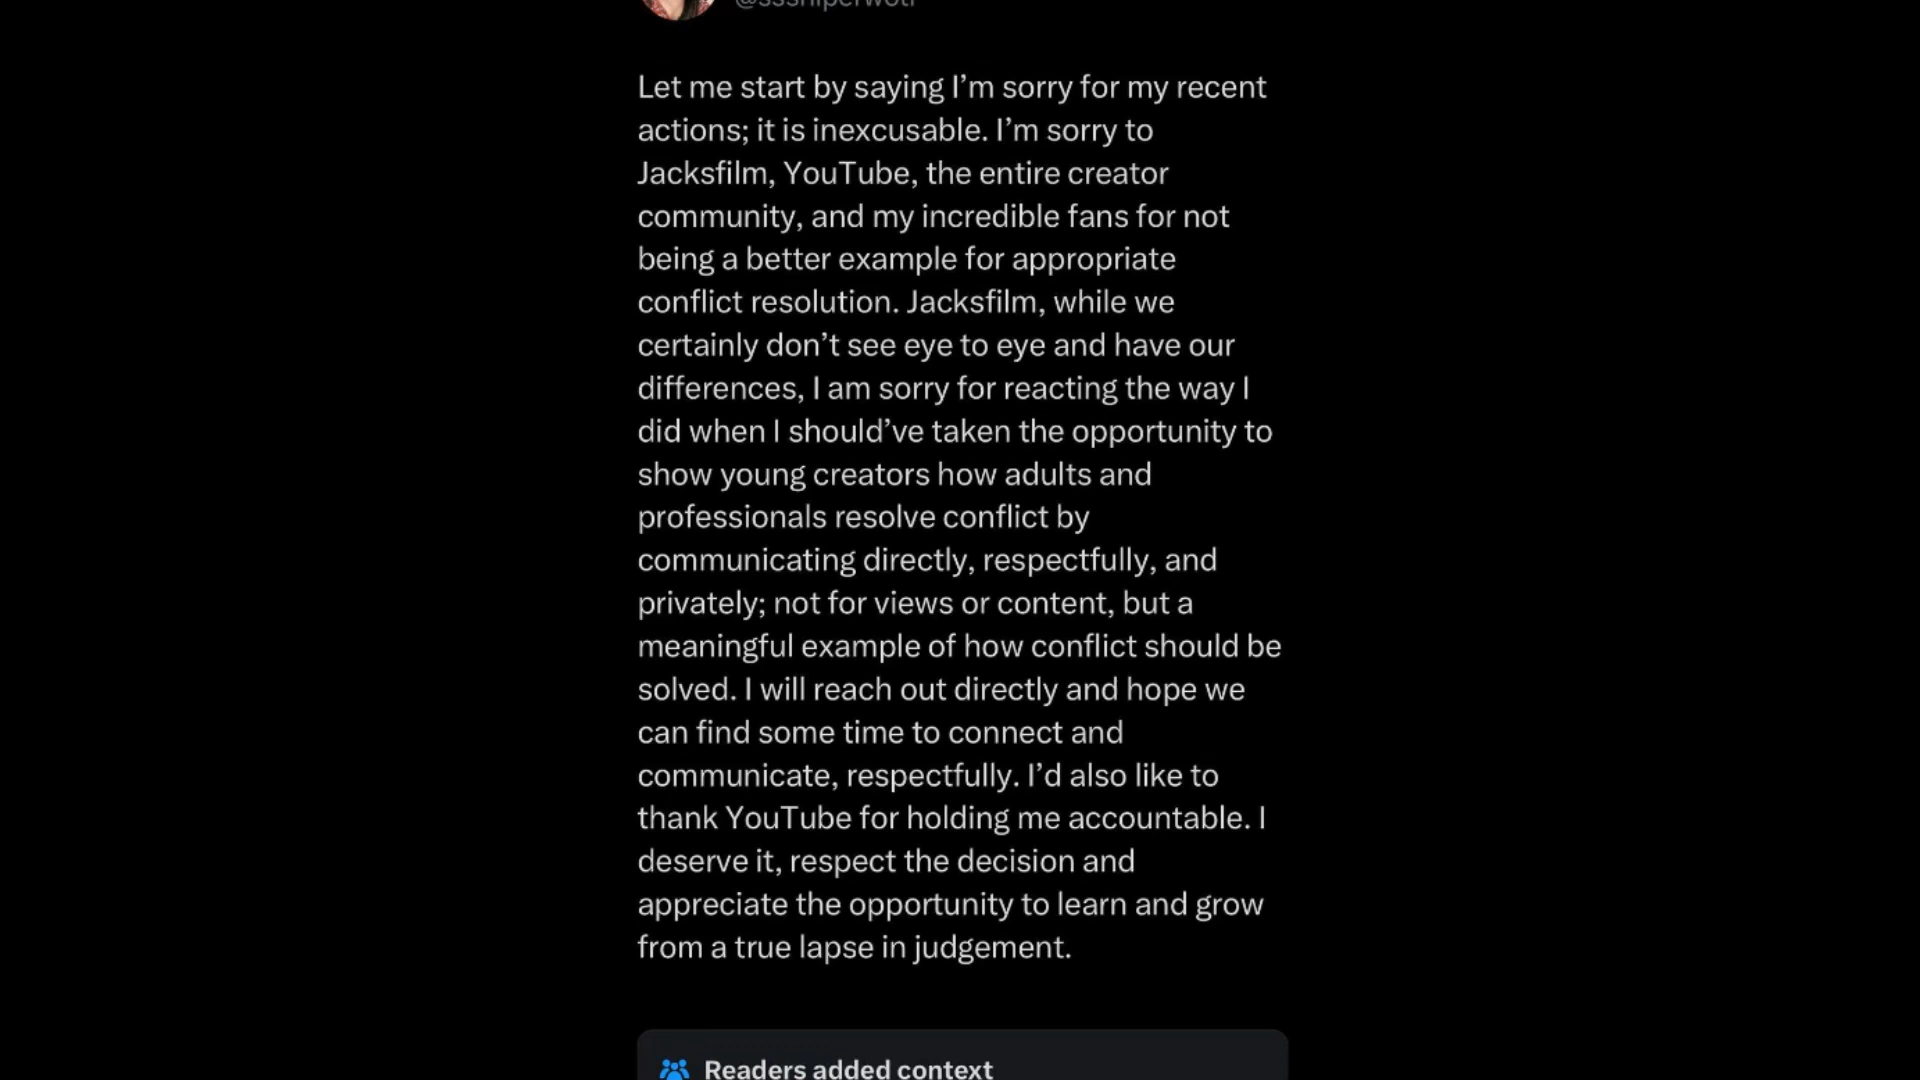 @sssniperwolf
Let me start by saying I’m sorry for my recent
actions; it is inexcusable. I’m sorry to
Jacksfilm, YouTube, the entire creator
community, and my incredible fans for not
being a better example for appropriate
conflict resolution. Jacksfilm, while we
certainly don’t see eye to eye and have our
differences, I am sorry for reacting the way I
did when I should’ve taken the opportunity to
show young creators how adults and
professionals resolve conflict by
communicating directly, respectfully, and
privately; not for views or content, but a
meaningful example of how conflict should be
solved. I will reach out directly and hope we
can find some time to connect and
communicate, respectfully. I’d also like to
thank YouTube for holding me accountable. I
deserve it, respect the decision and
appreciate the opportunity to learn and grow
from a true lapse in judgement.
Readers added context